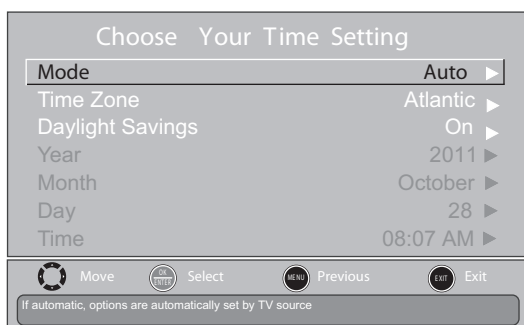 Choose Your Time Setting
Mode Auto
Time Zone Atlantic
Daylight Savings On
Year 2011
Month October
Day 28
Time 08:07 AM
Move OK ENTER Select MENU Previous EXIT Exit
If automatic, options are automatically set by TV source